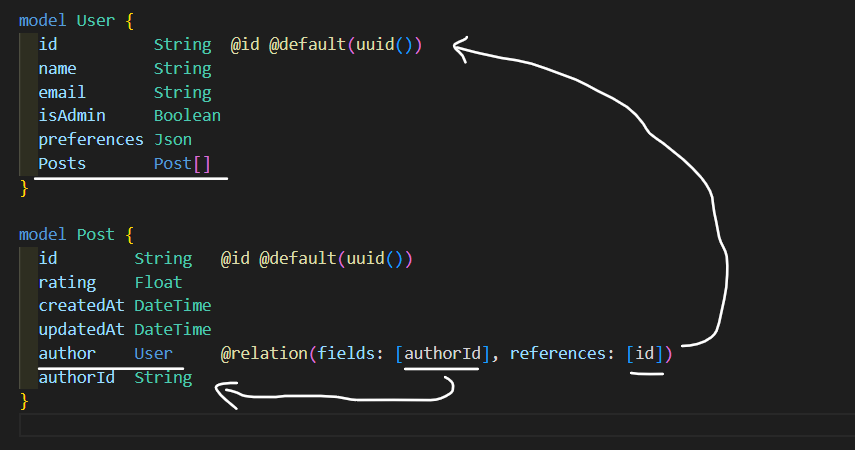 model User {
id String @id @default(uuid())
name String
email String
isAdmin Boolean
preferences Json
Posts Post[]
}
model Post {
id String @id @default(uuid())
rating Float
createdAt DateTime
updatedAt DateTime
author User @relation(fields: [authorId], references: [id])
authorId String
}